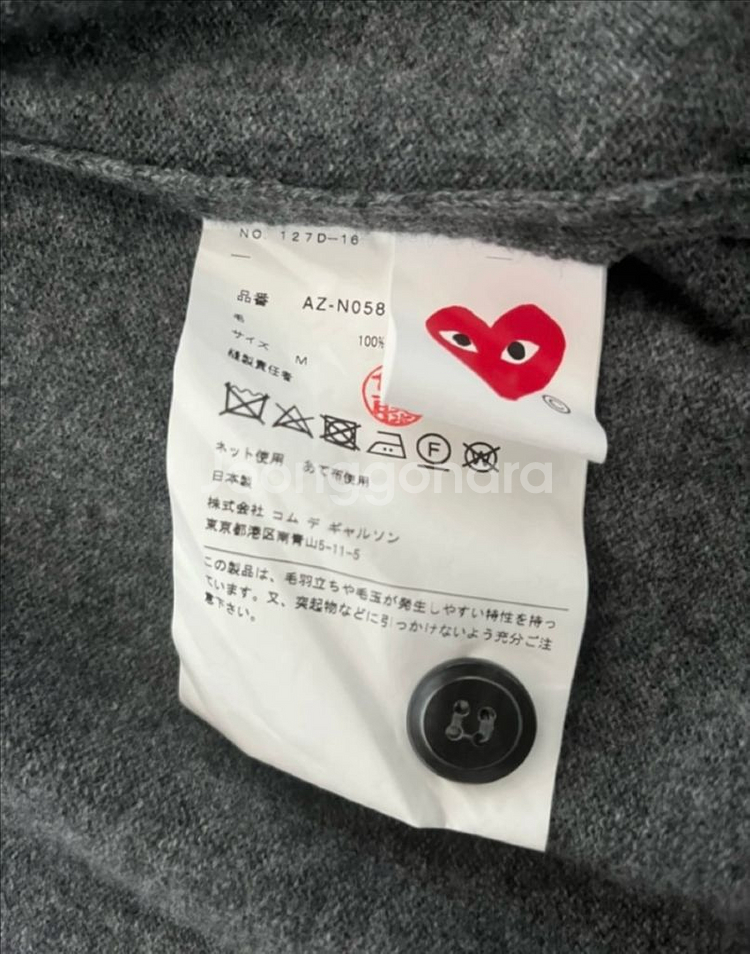 NO. 127D-16
品番 AZ-N058
毛 100%
サイズ M
縫製責任者
F
W
ネット使用 あて布使用
日本製
株式会社 コム デ ギャルソン
東京都港区南青山5-11-5
この製品は、毛羽立ちや毛玉が発生しやすい特性を持っ
ています。又、突起物などに引っかけないよう充分ご注
意下さい。
©
Joonggonara